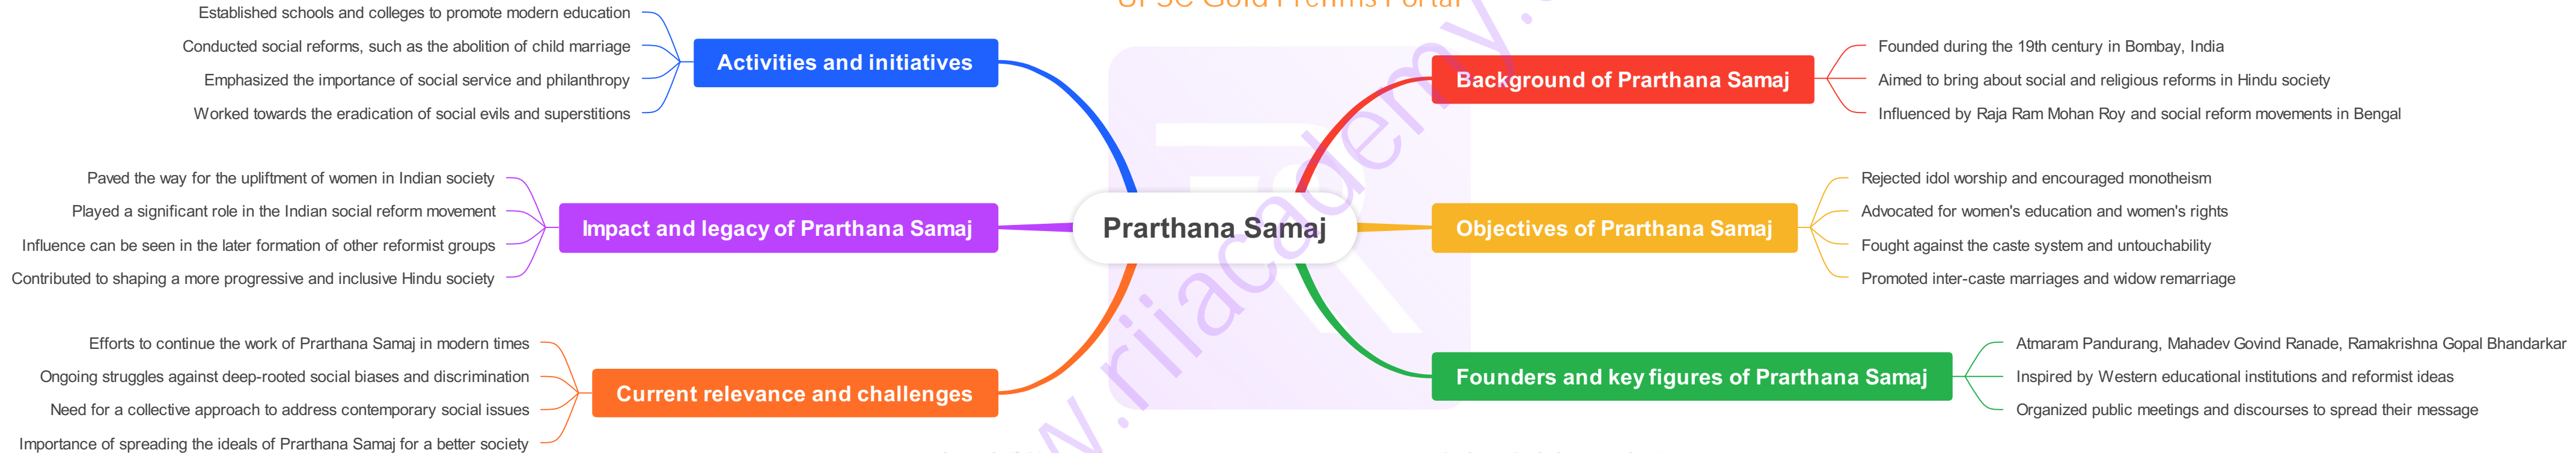 UPSC Gold Prelims Portal
Established schools and colleges to promote modern education
Conducted social reforms, such as the abolition of child marriage
Emphasized the importance of social service and philanthropy
Worked towards the eradication of social evils and superstitions
Activities and initiatives
Paved the way for the upliftment of women in Indian society
Played a significant role in the Indian social reform movement
Influence can be seen in the later formation of other reformist groups
Contributed to shaping a more progressive and inclusive Hindu society
Impact and legacy of Prarthana Samaj
Efforts to continue the work of Prarthana Samaj in modern times
Ongoing struggles against deep-rooted social biases and discrimination
Need for a collective approach to address contemporary social issues
Importance of spreading the ideals of Prarthana Samaj for a better society
Current relevance and challenges
Prarthana Samaj
Background of Prarthana Samaj
Founded during the 19th century in Bombay, India
Aimed to bring about social and religious reforms in Hindu society
Influenced by Raja Ram Mohan Roy and social reform movements in Bengal
Objectives of Prarthana Samaj
Rejected idol worship and encouraged monotheism
Advocated for women's education and women's rights
Fought against the caste system and untouchability
Promoted inter-caste marriages and widow remarriage
Founders and key figures of Prarthana Samaj
Atmaram Pandurang, Mahadev Govind Ranade, Ramakrishna Gopal Bhandarkar
Inspired by Western educational institutions and reformist ideas
Organized public meetings and discourses to spread their message